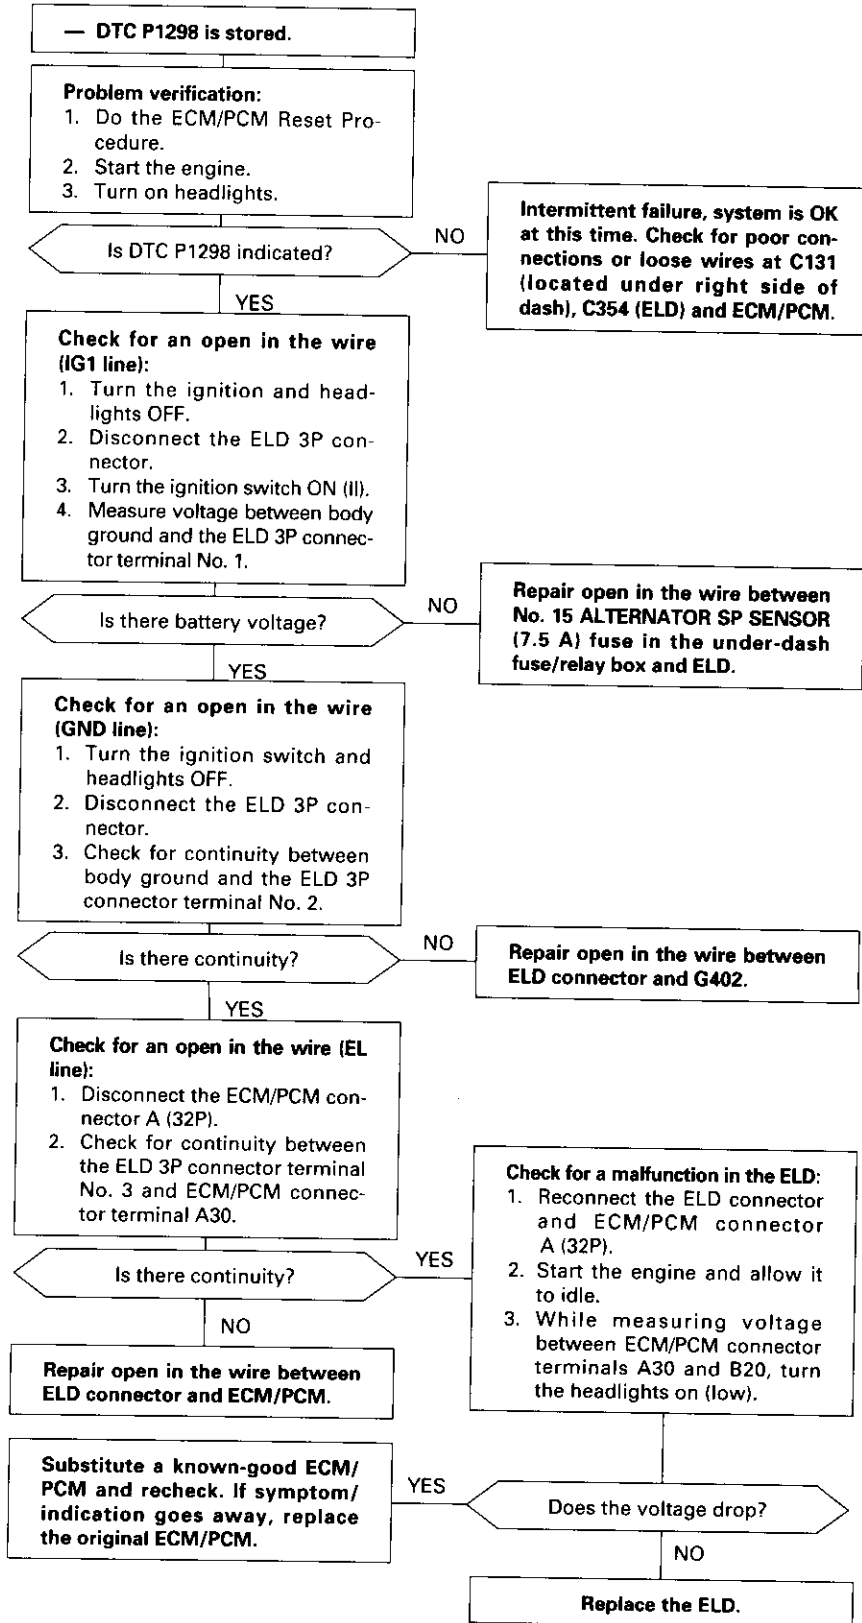 — DTC P1298 is stored.
Problem verification:
1. Do the ECM/PCM Reset Pro-
cedure.
2. Start the engine.
3. Turn on headlights.
Is DTC P1298 indicated?
NO
Intermittent failure, system is OK
at this time. Check for poor con-
nections or loose wires at C131
(located under right side of
dash), C354 (ELD) and ECM/PCM.
YES
Check for an open in the wire
(IG1 line):
1. Turn the ignition and head-
lights OFF.
2. Disconnect the ELD 3P con-
nector.
3. Turn the ignition switch ON (II).
4. Measure voltage between body
ground and the ELD 3P connec-
tor terminal No. 1.
Is there battery voltage?
NO
Repair open in the wire between
No. 15 ALTERNATOR SP SENSOR
(7.5 A) fuse in the under-dash
fuse/relay box and ELD.
YES
Check for an open in the wire
(GND line):
1. Turn the ignition switch and
headlights OFF.
2. Disconnect the ELD 3P con-
nector.
3. Check for continuity between
body ground and the ELD 3P
connector terminal No. 2.
Is there continuity?
NO
Repair open in the wire between
ELD connector and G402.
YES
Check for an open in the wire (EL
line):
1. Disconnect the ECM/PCM con-
nector A (32P).
2. Check for continuity between
the ELD 3P connector terminal
No. 3 and ECM/PCM connec-
tor terminal A30.
Is there continuity?
YES
Check for a malfunction in the ELD:
1. Reconnect the ELD connector
and ECM/PCM connector
A (32P).
2. Start the engine and allow it
to idle.
3. While measuring voltage
between ECM/PCM connector
terminals A30 and B20, turn
the headlights on (low).
NO
Repair open in the wire between
ELD connector and ECM/PCM.
Does the voltage drop?
YES
Substitute a known-good ECM/
PCM and recheck. If symptom/
indication goes away, replace
the original ECM/PCM.
NO
Replace the ELD.